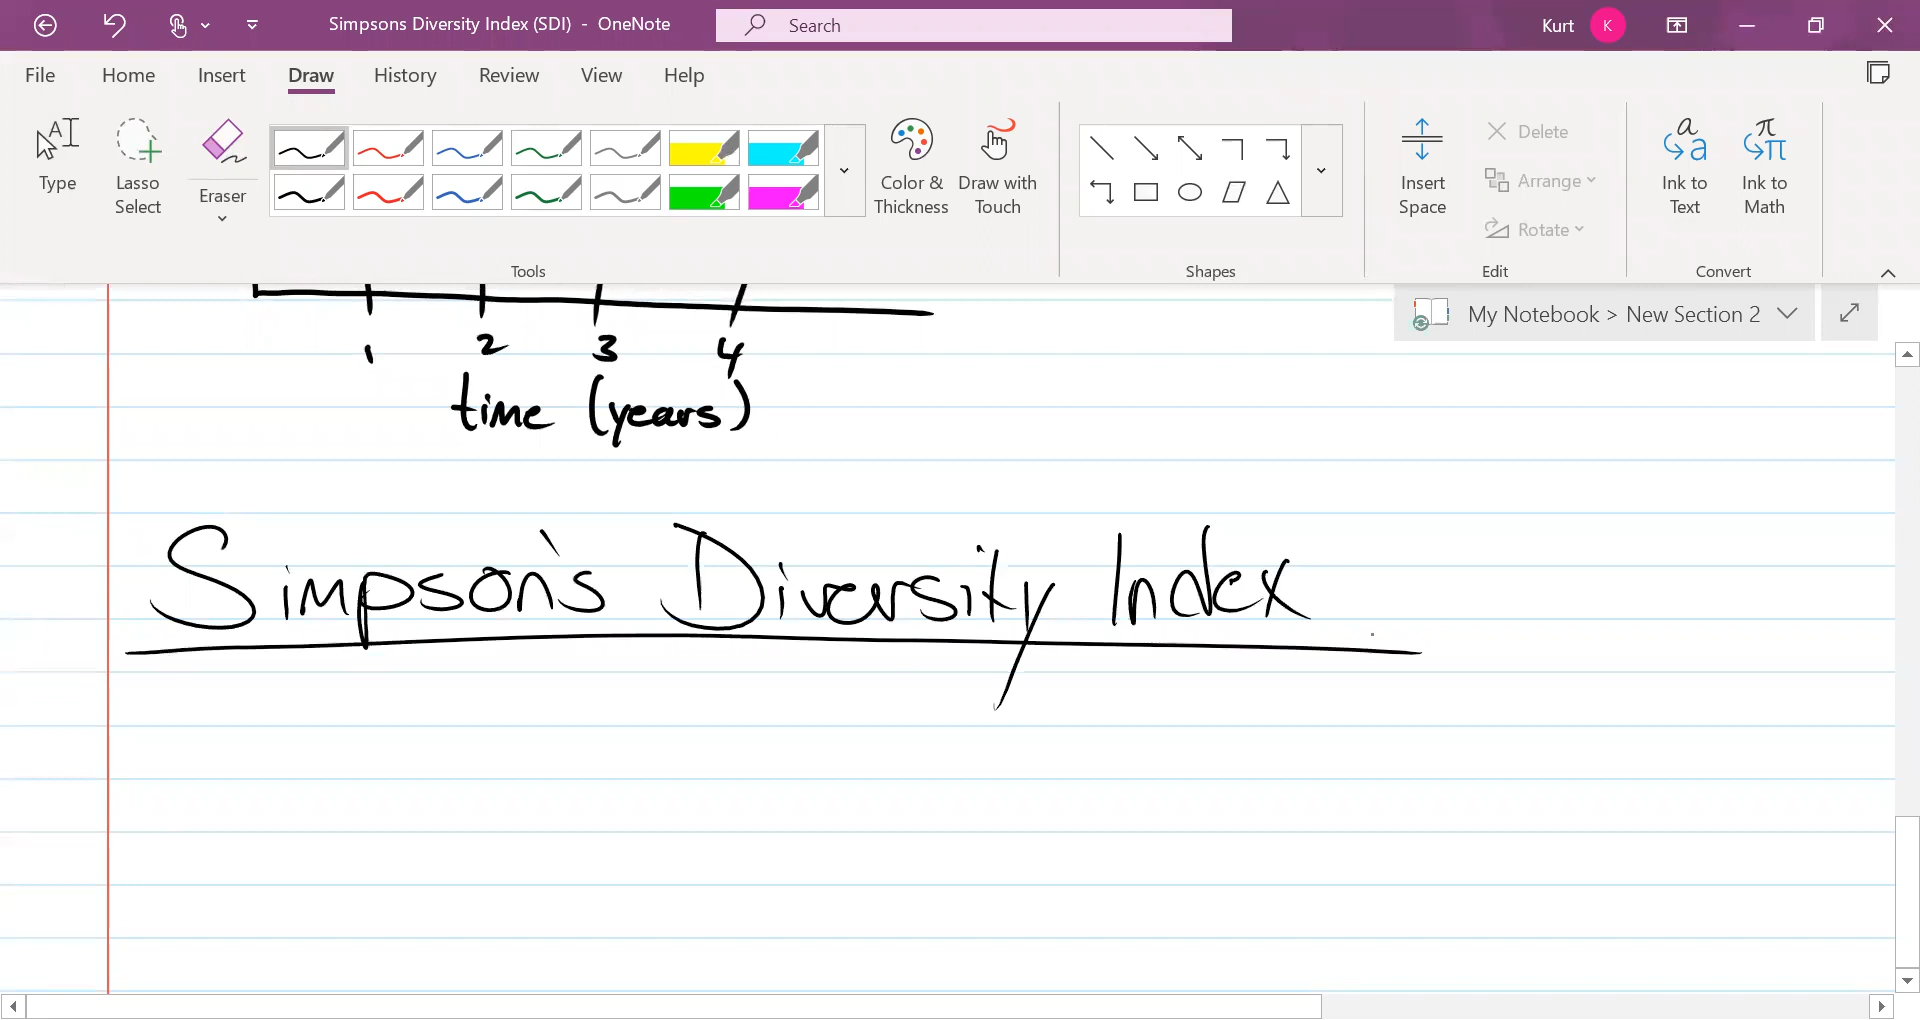 Simpsons Diversity Index (SDI) - OneNote
Search
Kurt
K
File Home Insert Draw History Review View Help
Type
Lasso Select
Eraser
Color & Thickness
Draw with Touch
Insert Space
Delete
Arrange
Rotate
Ink to Text
Ink to Math
Tools
Shapes
Edit
Convert
My Notebook > New Section 2
1 2 3 4
time (years)
Simpson's Diversity Index